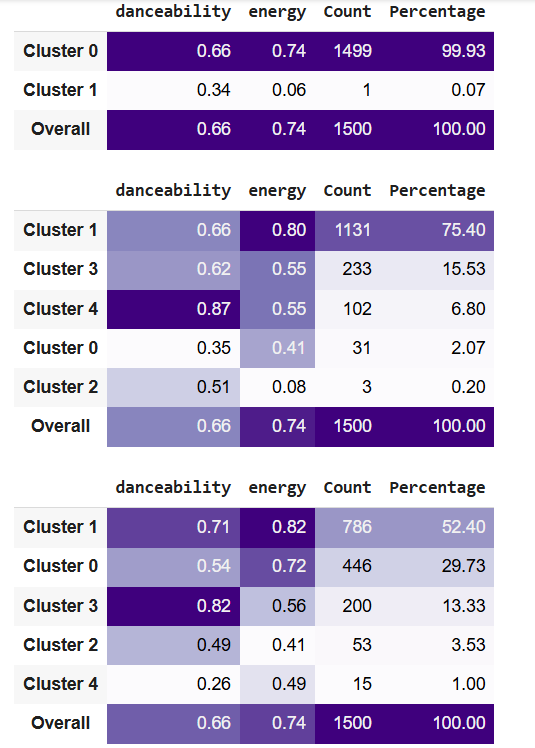 danceability energy Count Percentage
Cluster 0 0.66 0.74 1499 99.93
Cluster 1 0.34 0.06 1 0.07
Overall 0.66 0.74 1500 100.00
danceability energy Count Percentage
Cluster 1 0.66 0.80 1131 75.40
Cluster 3 0.62 0.55 233 15.53
Cluster 4 0.87 0.55 102 6.80
Cluster 0 0.35 0.41 31 2.07
Cluster 2 0.51 0.08 3 0.20
Overall 0.66 0.74 1500 100.00
danceability energy Count Percentage
Cluster 1 0.71 0.82 786 52.40
Cluster 0 0.54 0.72 446 29.73
Cluster 3 0.82 0.56 200 13.33
Cluster 2 0.49 0.41 53 3.53
Cluster 4 0.26 0.49 15 1.00
Overall 0.66 0.74 1500 100.00